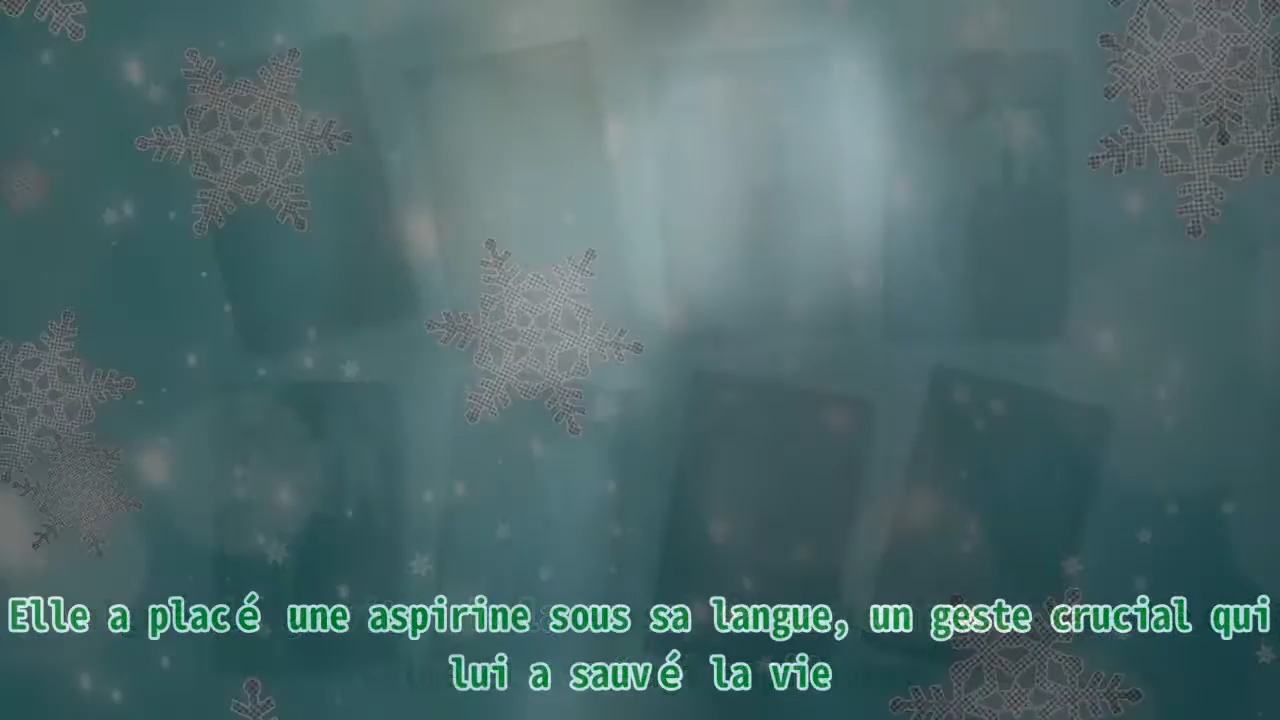 Elle a placé une aspirine sous sa langue, un geste crucial qui
lui a sauvé la vie